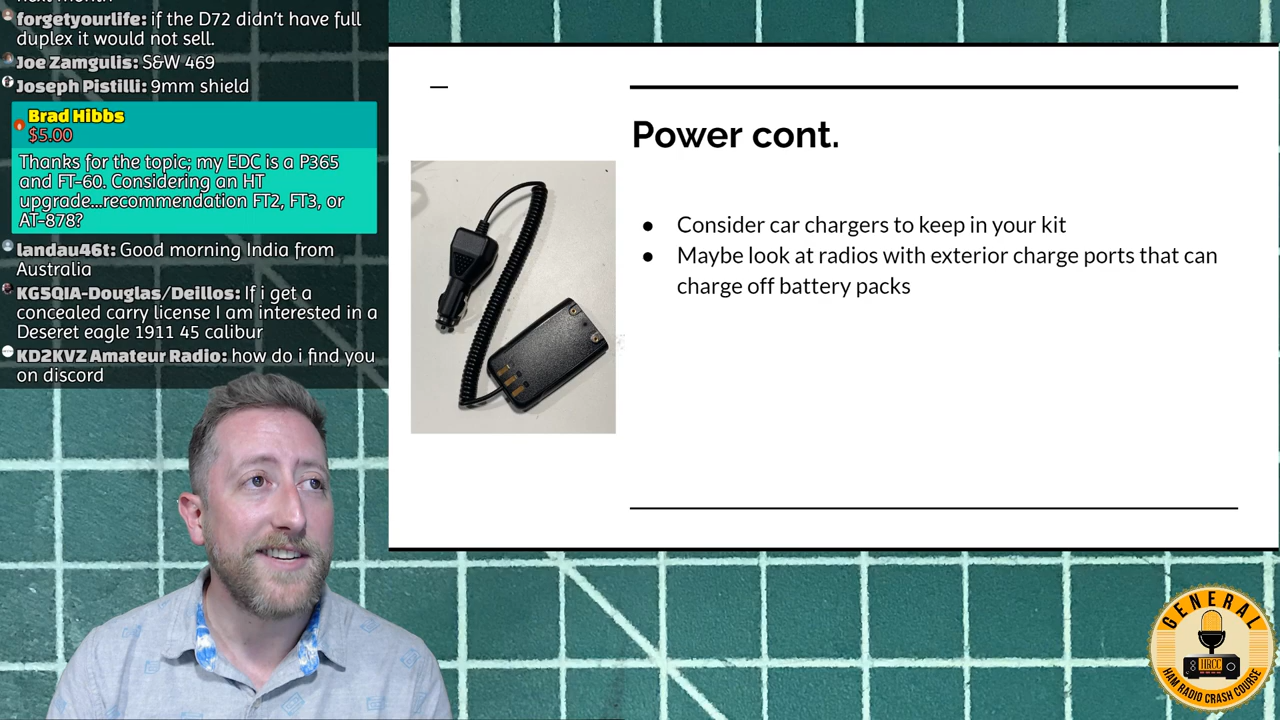 next month
forgetyourlife: if the D72 didn't have full
duplex it would not sell.
Joe Zamgulis: S&W 469
Joseph Pistilli: 9mm shield
Brad Hibbs
$5.00
Thanks for the topic; my EDC is a P365
and FT-60. Considering an HT
upgrade...recommendation FT2, FT3, or
AT-878?
landau46t: Good morning India from
Australia
KG5QIA-Douglas/Deillos: If i get a
concealed carry license I am interested in a
Deseret eagle 1911 45 calibur
KD2KVZ Amateur Radio: how do i find you
on discord
Power cont.
● Consider car chargers to keep in your kit
● Maybe look at radios with exterior charge ports that can
charge off battery packs
GENERAL
HRCC
HAM RADIO CRASH COURSE